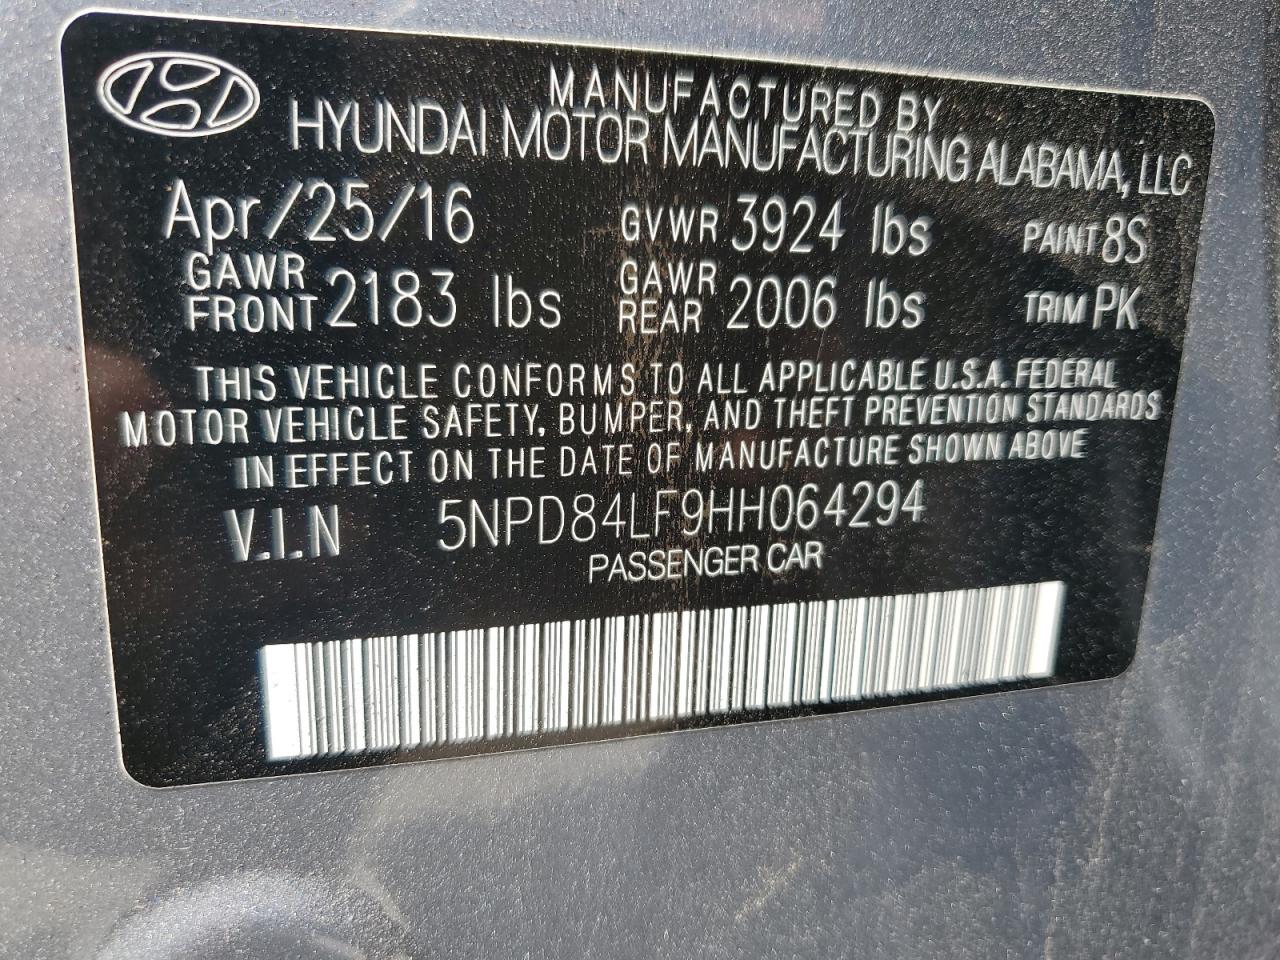 MANUFACTURED BY
HYUNDAI MOTOR MANUFACTURING ALABAMA, LLC
Apr/25/16 GVWR 3924 lbs PAINT 8S
GAWR FRONT 2183 lbs GAWR REAR 2006 lbs TRIM PK
THIS VEHICLE CONFORMS TO ALL APPLICABLE U.S.A. FEDERAL
MOTOR VEHICLE SAFETY, BUMPER, AND THEFT PREVENTION STANDARDS
IN EFFECT ON THE DATE OF MANUFACTURE SHOWN ABOVE
V.I.N 5NPD84LF9HH064294
PASSENGER CAR